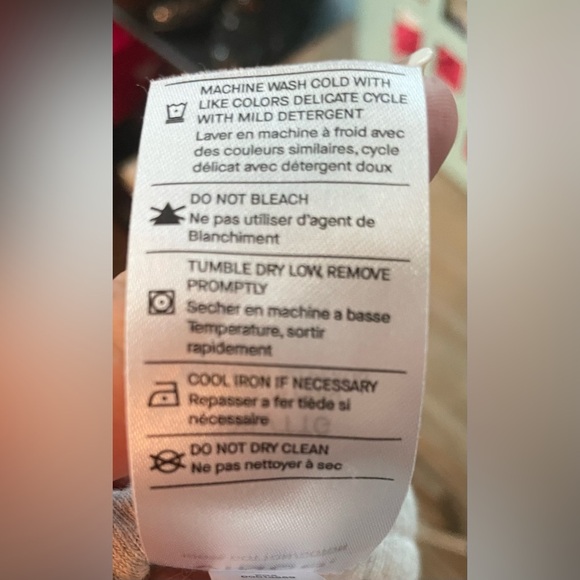 MACHINE WASH COLD WITH
LIKE COLORS DELICATE CYCLE
WITH MILD DETERGENT
Laver en machine à froid avec
des couleurs similaires, cycle
délicat avec détergent doux
DO NOT BLEACH
Ne pas utiliser d'agent de
Blanchiment
TUMBLE DRY LOW, REMOVE
PROMPTLY
Secher en machine a basse
Temperature, sortir
rapidement
COOL IRON IF NECESSARY
Repasser a fer tiède si
nécessaire
DO NOT DRY CLEAN
Ne pas nettoyer à sec